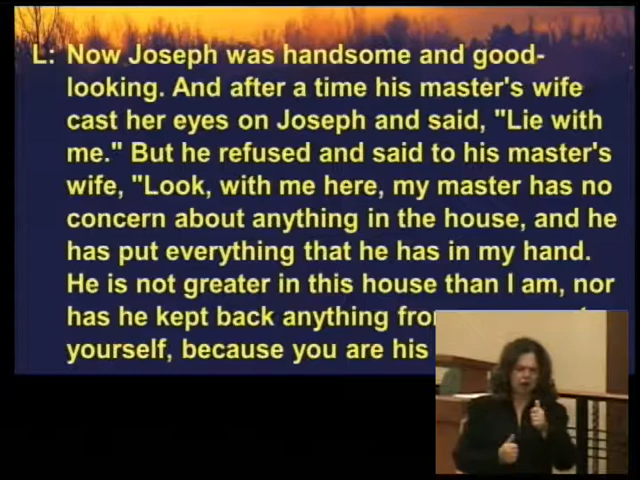 L: Now Joseph was handsome and good-
looking. And after a time his master's wife
cast her eyes on Joseph and said, "Lie with
me." But he refused and said to his master's
wife, "Look, with me here, my master has no
concern about anything in the house, and he
has put everything that he has in my hand.
He is not greater in this house than I am, nor
has he kept back anything
yourself, because you are his